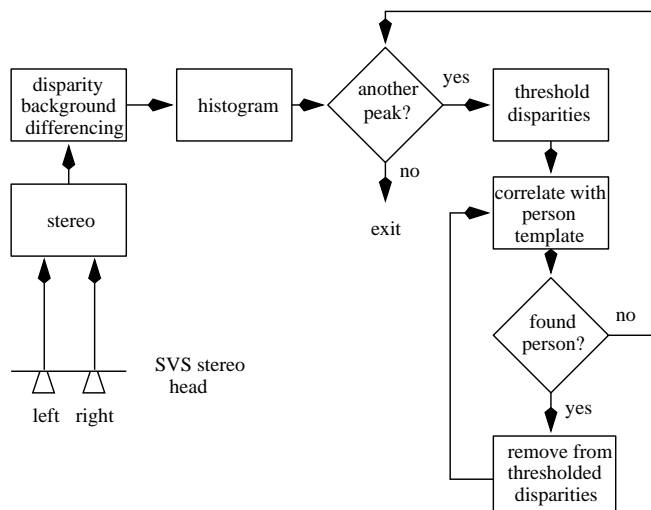 disparity
background
differencing
histogram
another
peak?
yes
no
exit
threshold
disparities
stereo
correlate with
person
template
found
person?
no
yes
remove from
thresholded
disparities
SVS stereo
head
left
right